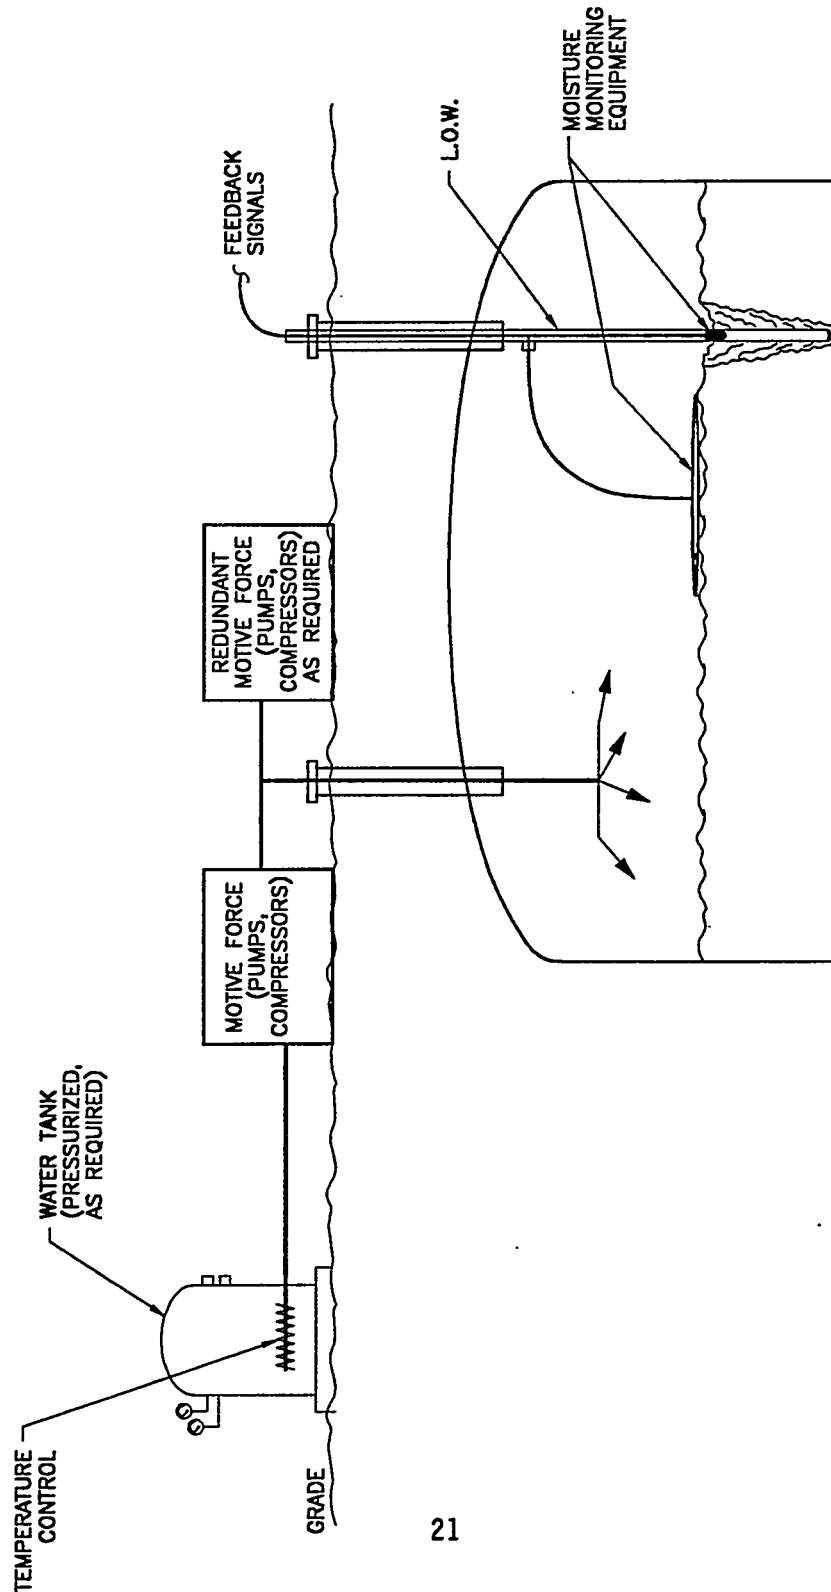 TEMPERATURE
CONTROL
WATER TANK
(PRESSURIZED,
AS REQUIRED)
GRADE
MOTIVE FORCE
(PUMPS,
COMPRESSORS)
REDUNDANT
MOTIVE FORCE
(PUMPS,
COMPRESSORS)
AS REQUIRED
FEEDBACK
SIGNALS
L.O.W.
MOISTURE
MONITORING
EQUIPMENT
21